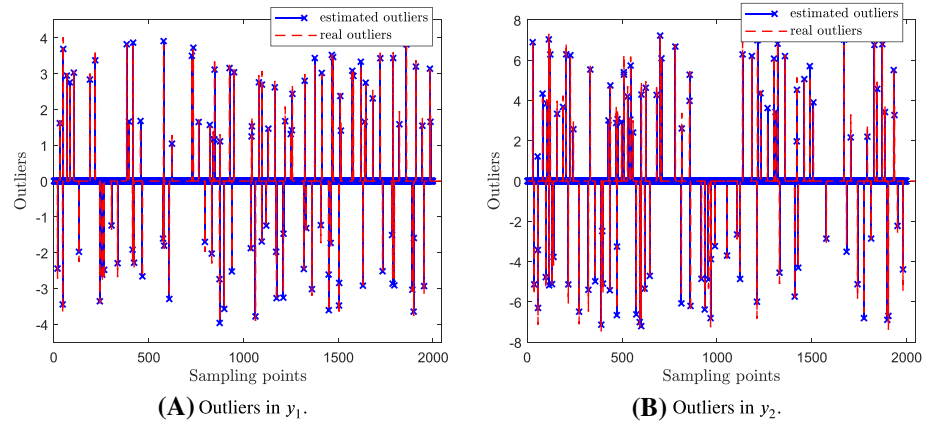 estimated outliers
real outliers
4
3
2
1
0
-1
-2
-3
-4
Outliers
0
500
1000
1500
2000
Sampling points
(A) Outliers in y1.
estimated outliers
real outliers
8
6
4
2
0
-2
-4
-6
-8
Outliers
0
500
1000
1500
2000
Sampling points
(B) Outliers in y2.